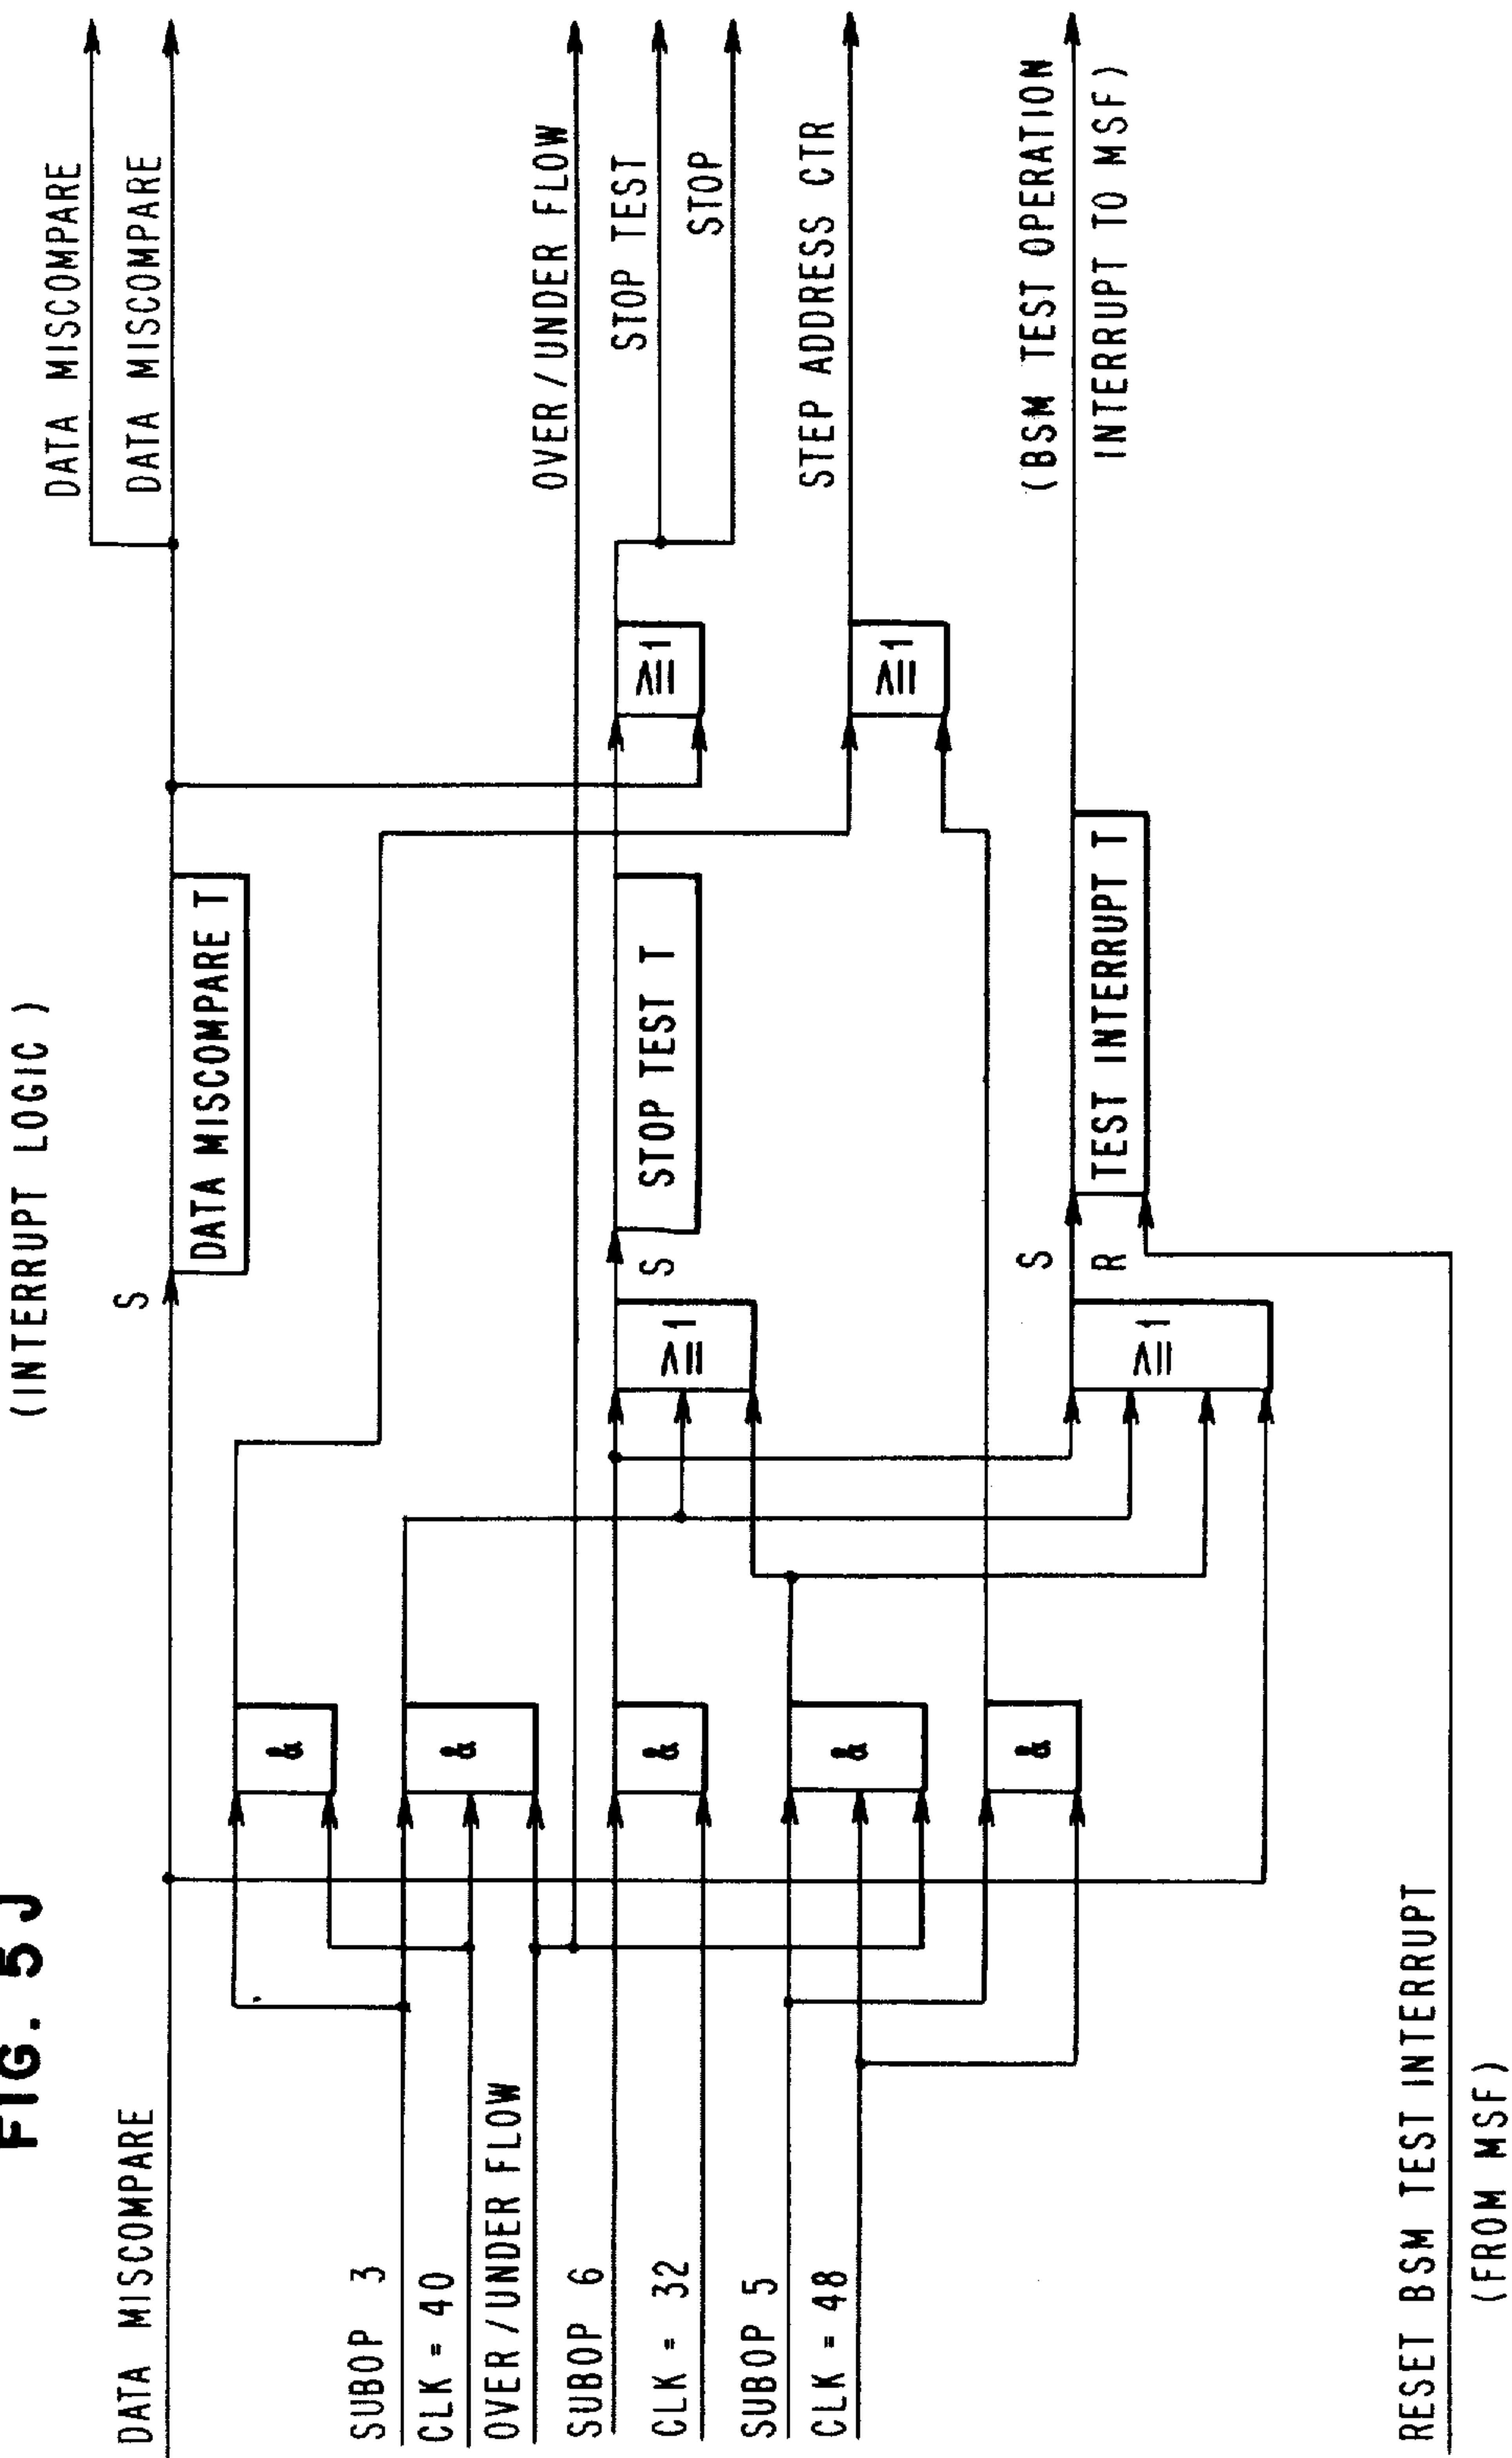 FIG. 5J
(INTERRUPT LOGIC)
DATA MISCOMPARE
SUBOP 3
CLK = 40
OVER/UNDER FLOW
SUBOP 6
CLK = 32
SUBOP 5
CLK = 48
RESET BSM TEST INTERRUPT
(FROM MSF)
&
&
&
&
&
≥1
≥1
S
DATA MISCOMPARE T
S
STOP TEST T
S
R
TEST INTERRUPT T
≥1
≥1
DATA MISCOMPARE
DATA MISCOMPARE
OVER/UNDER FLOW
STOP TEST
STOP
STEP ADDRESS CTR
(BSM TEST OPERATION
INTERRUPT TO MSF)